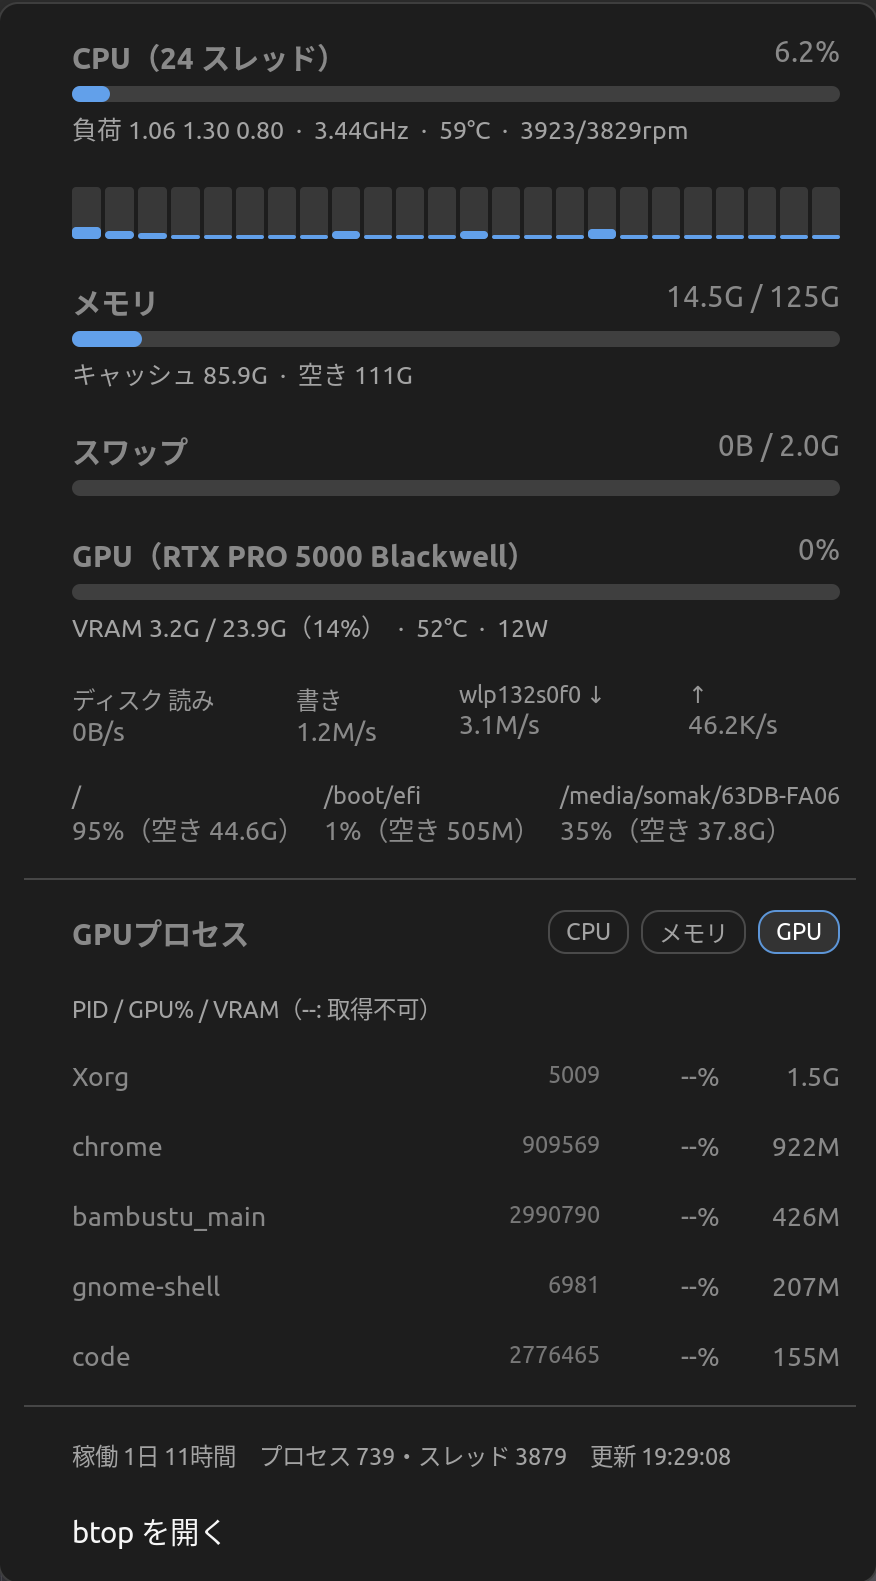 CPU（24 スレッド） 6.2%
負荷 1.06 1.30 0.80 · 3.44GHz · 59°C · 3923/3829rpm
メモリ 14.5G / 125G
キャッシュ 85.9G · 空き 111G
スワップ 0B / 2.0G
GPU（RTX PRO 5000 Blackwell） 0%
VRAM 3.2G / 23.9G（14%） · 52°C · 12W
ディスク 読み 書き wlp132s0f0 ↓ ↑
0B/s 1.2M/s 3.1M/s 46.2K/s
/ /boot/efi /media/somak/63DB-FA06
95%（空き 44.6G） 1%（空き 505M） 35%（空き 37.8G）
GPUプロセス CPU メモリ GPU
PID / GPU% / VRAM（--: 取得不可）
Xorg 5009 --% 1.5G
chrome 909569 --% 922M
bambustu_main 2990790 --% 426M
gnome-shell 6981 --% 207M
code 2776465 --% 155M
稼働 1日 11時間 プロセス 739・スレッド 3879 更新 19:29:08
btop を開く